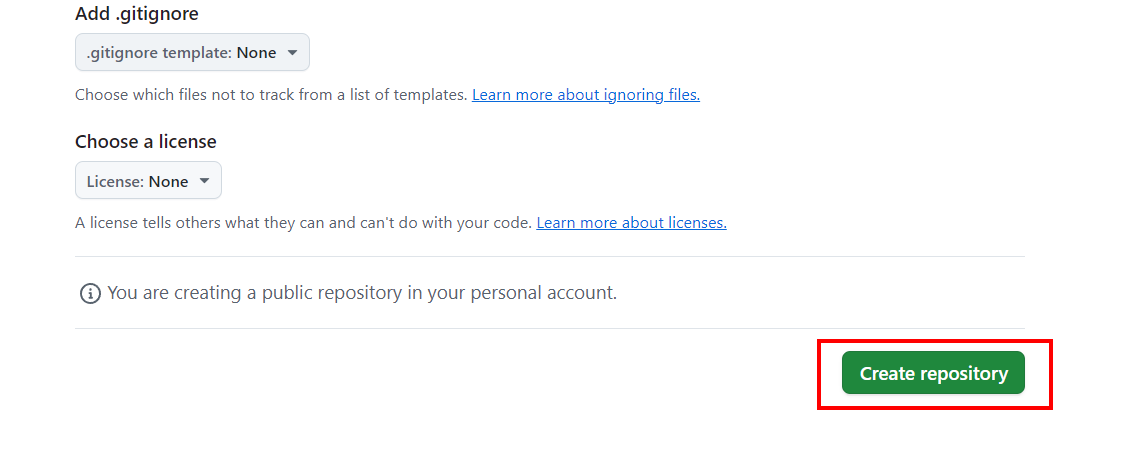 Add .gitignore
.gitignore template: None
Choose which files not to track from a list of templates. Learn more about ignoring files.
Choose a license
License: None
A license tells others what they can and can't do with your code. Learn more about licenses.
You are creating a public repository in your personal account.
Create repository